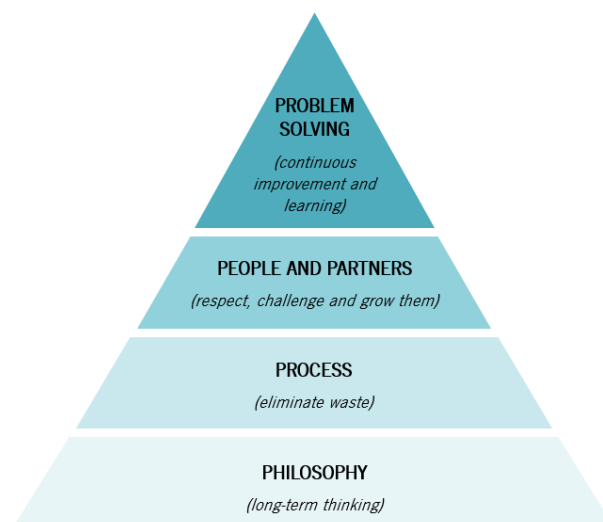 PROBLEM
SOLVING
(continuous
improvement and
learning)
PEOPLE AND PARTNERS
(respect, challenge and grow them)
PROCESS
(eliminate waste)
PHILOSOPHY
(long-term thinking)